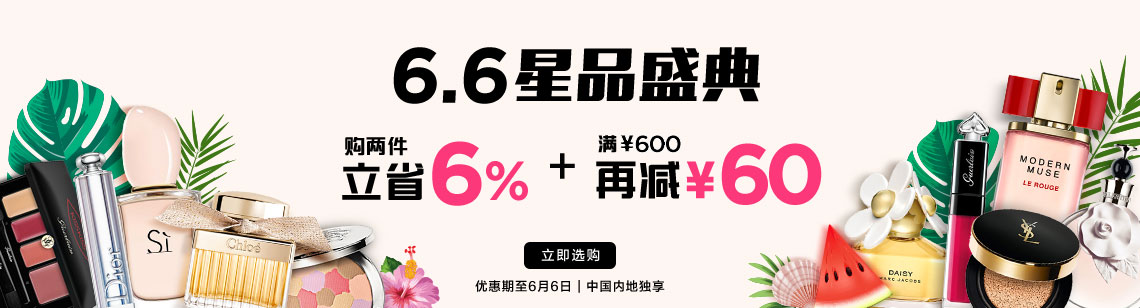 6.6星品盛典
购两件
立省6%
+
满¥600
再减¥60
立即选购
优惠期至6月6日 | 中国内地独享
Dior
Sì
Chloé
DAISY
MARC JACOBS
Guerlain
MODERN
MUSE
LE ROUGE
YSL